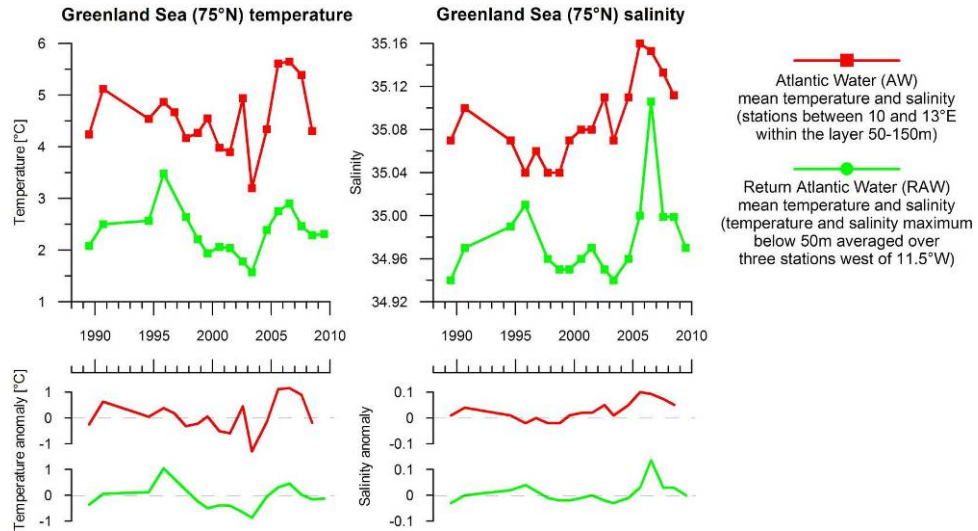 Greenland Sea (75°N) temperature
6
5
4
3
2
1
Temperature [°C]
1990 1995 2000 2005 2010
Greenland Sea (75°N) salinity
35.16
35.12
35.08
35.04
35.00
34.96
34.92
Salinity
1990 1995 2000 2005 2010
Atlantic Water (AW)
mean temperature and salinity
(stations between 10 and 13°E
within the layer 50-150m)
Return Atlantic Water (RAW)
mean temperature and salinity
(temperature and salinity maximum
below 50m averaged over
three stations west of 11.5°W)
Temperature anomaly [°C]
1
0
-1
1
0
-1
Salinity anomaly
0.1
0
-0.1
0.1
0
-0.1